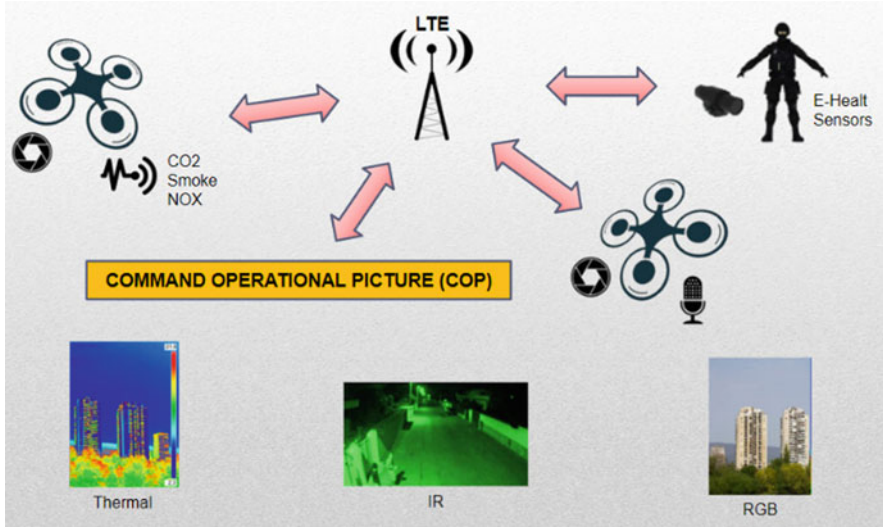 LTE
E-Healt
Sensors
CO2
Smoke
NOX
COMMAND OPERATIONAL PICTURE (COP)
Thermal
IR
RGB